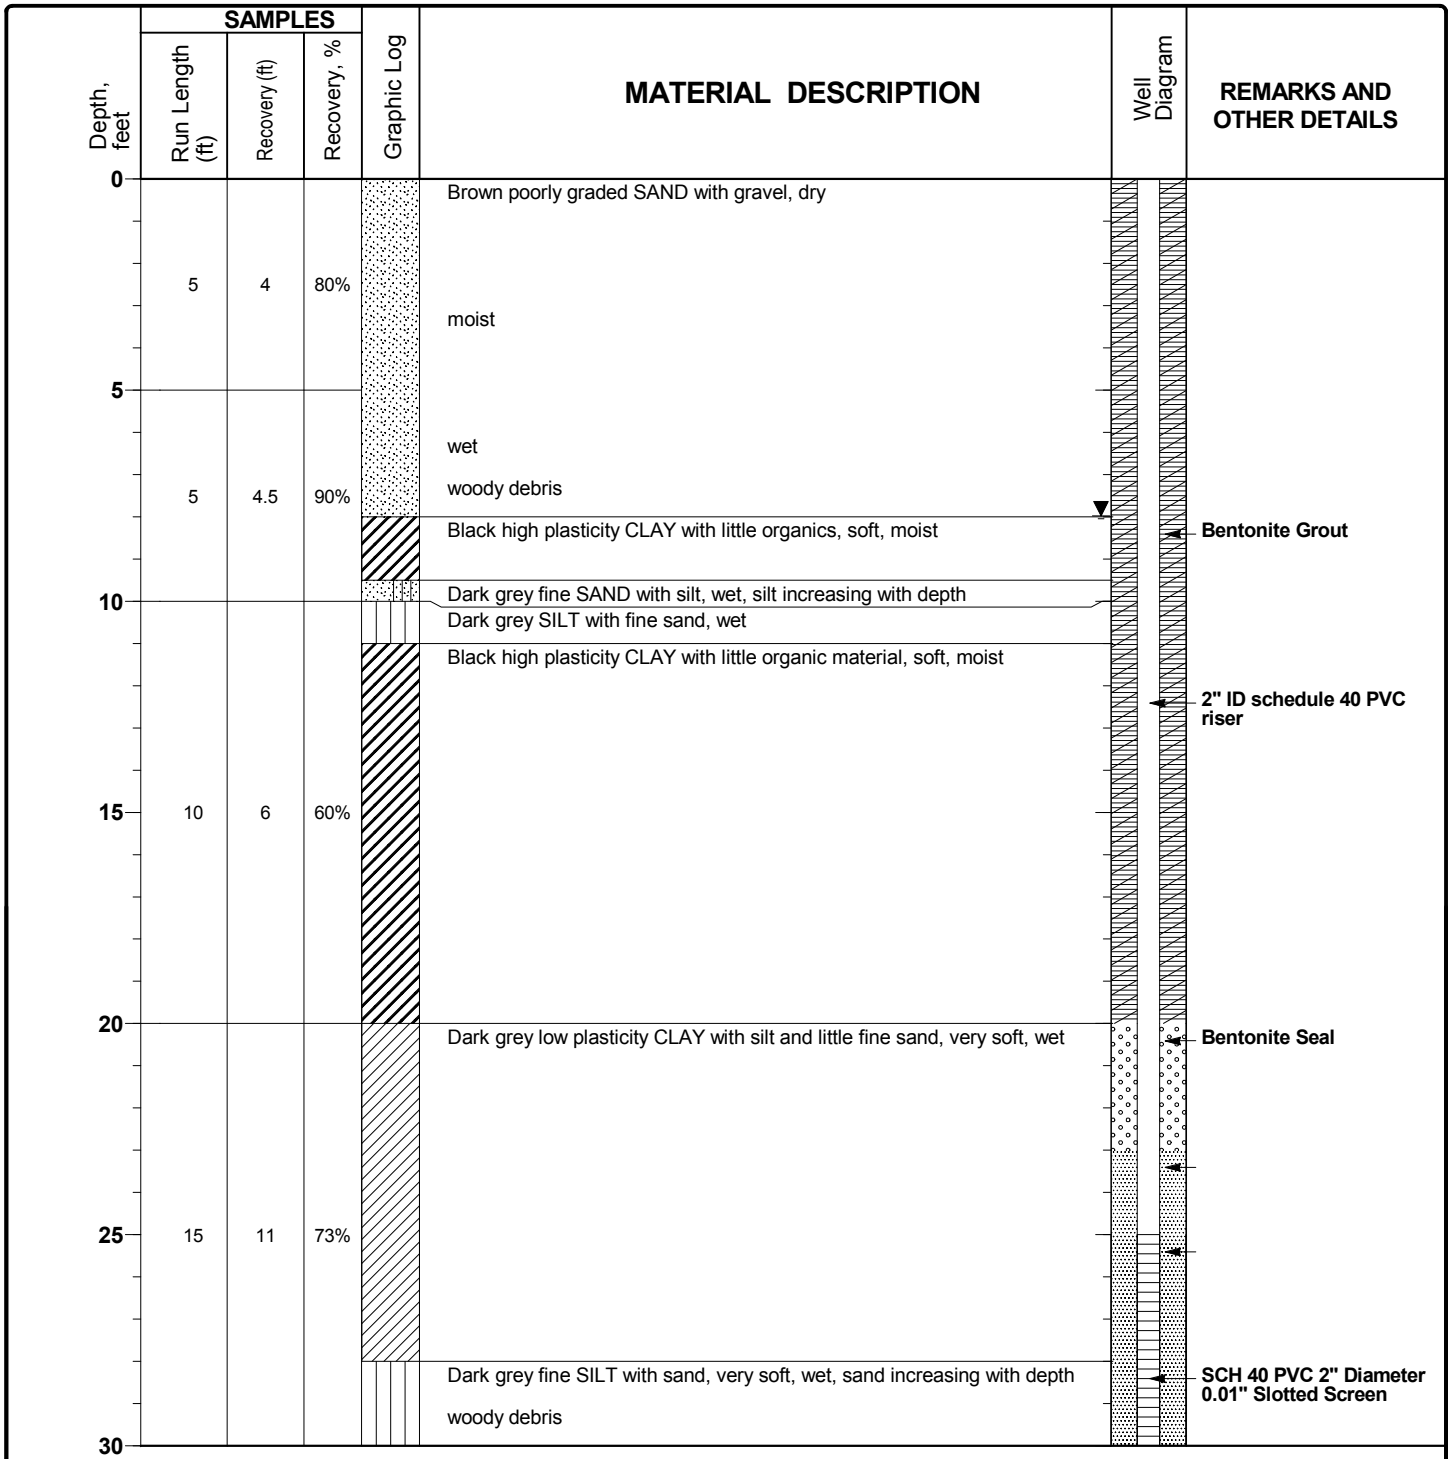 SAMPLES
Depth,
feet
Run Length
(ft)
Recovery (ft)
Recovery, %
Graphic Log
MATERIAL DESCRIPTION
Well
Diagram
REMARKS AND
OTHER DETAILS
0
Brown poorly graded SAND with gravel, dry
5 4 80%
moist
5
wet
woody debris
5 4.5 90%
Black high plasticity CLAY with little organics, soft, moist
Bentonite Grout
Dark grey fine SAND with silt, wet, silt increasing with depth
10
Dark grey SILT with fine sand, wet
Black high plasticity CLAY with little organic material, soft, moist
2" ID schedule 40 PVC
riser
15 10 6 60%
20
Dark grey low plasticity CLAY with silt and little fine sand, very soft, wet
Bentonite Seal
25 15 11 73%
Dark grey fine SILT with sand, very soft, wet, sand increasing with depth
SCH 40 PVC 2" Diameter
0.01" Slotted Screen
woody debris
30